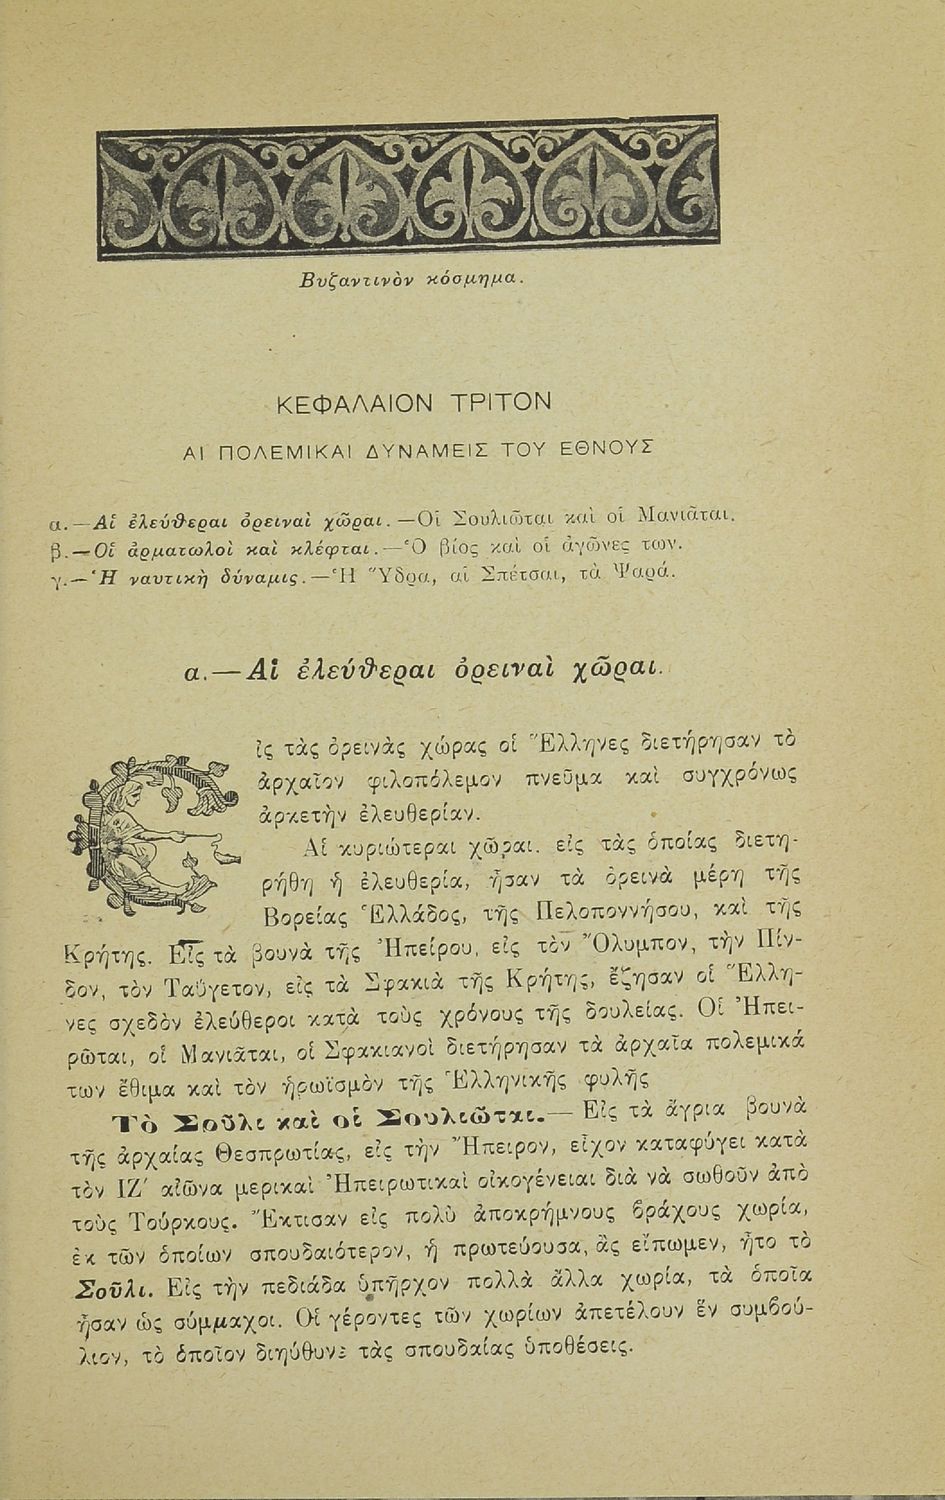 Βυζαντινὸν κόσμημα.
ΚΕΦΑΛΑΙΟΝ ΤΡΙΤΟΝ
ΑΙ ΠΟΛΕΜΙΚΑΙ ΔΥΝΑΜΕΙΣ ΤΟΥ ΕΘΝΟΥΣ
α.—Αἱ ἐλεύθεραι ὀρειναὶ χῶραι.—Οἱ Σουλιῶται καὶ οἱ Μανιᾶται.
β.—Οἱ ἁρματωλοὶ καὶ κλέφται.—Ὁ βίος καὶ οἱ ἀγῶνες των.
γ.—Ἡ ναυτικὴ δύναμις.—Ἡ Ὕδρα, αἱ Σπέτσαι, τὰ Ψαρά.
α.—Αἱ ἐλεύθεραι ὀρειναὶ χῶραι.
Εἰς τὰς ὀρεινὰς χώρας οἱ Ἕλληνες διετήρησαν τὸ
ἀρχαῖον φιλοπόλεμον πνεῦμα καὶ συγχρόνως
ἀρκετὴν ἐλευθερίαν.
Αἱ κυριώτεραι χῶραι. εἰς τὰς ὁποίας διετη-
ρήθη ἡ ἐλευθερία, ἦσαν τὰ ὀρεινὰ μέρη τῆς
Βορείας Ἑλλάδος, τῆς Πελοποννήσου, καὶ τῆς
Κρήτης. Εἰς τὰ βουνὰ τῆς Ἠπείρου, εἰς τὸν Ὄλυμπον, τὴν Πίν-
δον, τὸν Ταΰγετον, εἰς τὰ Σφακιὰ τῆς Κρήτης, ἔζησαν οἱ Ἕλλη-
νες σχεδὸν ἐλεύθεροι κατὰ τοὺς χρόνους τῆς δουλείας. Οἱ Ἠπει-
ρῶται, οἱ Μανιᾶται, οἱ Σφακιανοὶ διετήρησαν τὰ ἀρχαῖα πολεμικά
των ἔθιμα καὶ τὸν ἡρωϊσμὸν τῆς Ἑλληνικῆς φυλῆς
Τὸ Σοῦλι καὶ οἱ Σουλιῶται.— Εἰς τὰ ἄγρια βουνὰ
τῆς ἀρχαίας Θεσπρωτίας, εἰς τὴν Ἤπειρον, εἶχον καταφύγει κατὰ
τὸν ΙΖ′ αἰῶνα μερικαὶ Ἠπειρωτικαὶ οἰκογένειαι διὰ νὰ σωθοῦν ἀπὸ
τοὺς Τούρκους. Ἔκτισαν εἰς πολὺ ἀποκρήμνους βράχους χωρία,
ἐκ τῶν ὁποίων σπουδαιότερον, ἡ πρωτεύουσα, ἂς εἴπωμεν, ἦτο τὸ
Σοῦλι. Εἰς τὴν πεδιάδα ὑπῆρχον πολλὰ ἄλλα χωρία, τὰ ὁποῖα
ἦσαν ὡς σύμμαχοι. Οἱ γέροντες τῶν χωρίων ἀπετέλουν ἓν συμβού-
λιον, τὸ ὁποῖον διηύθυνε τὰς σπουδαίας ὑποθέσεις.